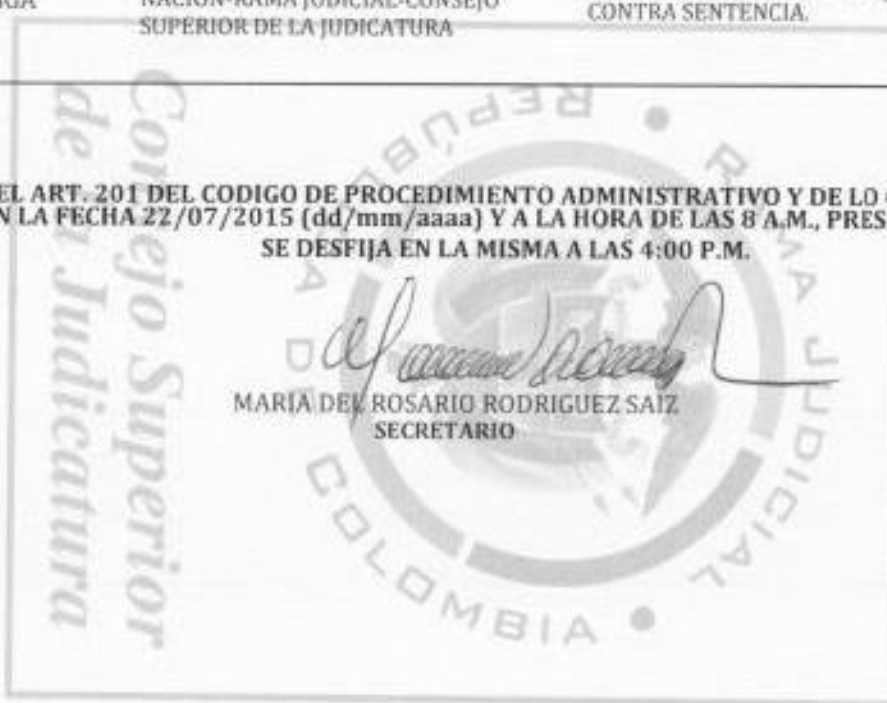 NACION-RAMA JUDICIAL-CONSEJO
SUPERIOR DE LA JUDICATURA
CONTRA SENTENCIA.
EL ART. 201 DEL CODIGO DE PROCEDIMIENTO ADMINISTRATIVO Y DE LO
N LA FECHA 22/07/2015 (dd/mm/aaaa) Y A LA HORA DE LAS 8 A.M., PRES
SE DESFIJA EN LA MISMA A LAS 4:00 P.M.
MARIA DEL ROSARIO RODRIGUEZ SAIZ
SECRETARIO
Consejo Superior
de la Judicatura
REPÚBLICA DE COLOMBIA
RAMA JUDICIAL